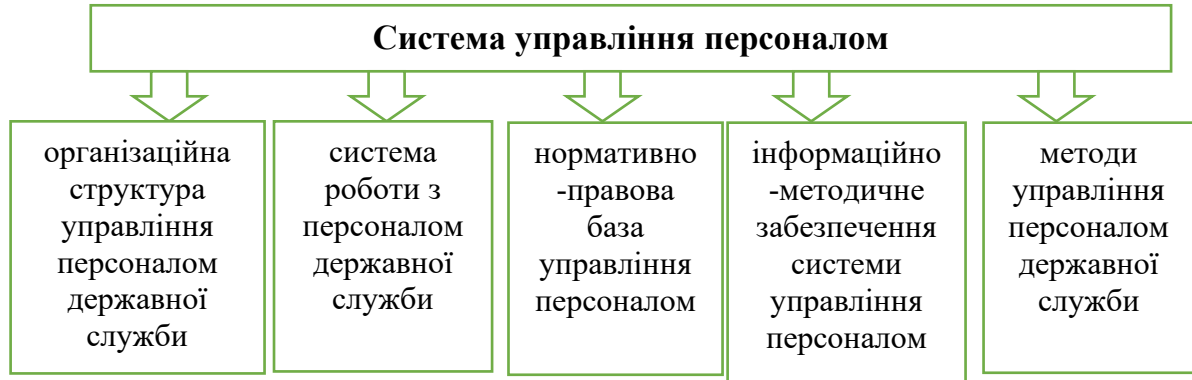 Система управління персоналом
організаційна
структура
управління
персоналом
державної
служби
система
роботи з
персоналом
державної
служби
нормативно
-правова
база
управління
персоналом
інформаційно
-методичне
забезпечення
системи
управління
персоналом
методи
управління
персоналом
державної
служби